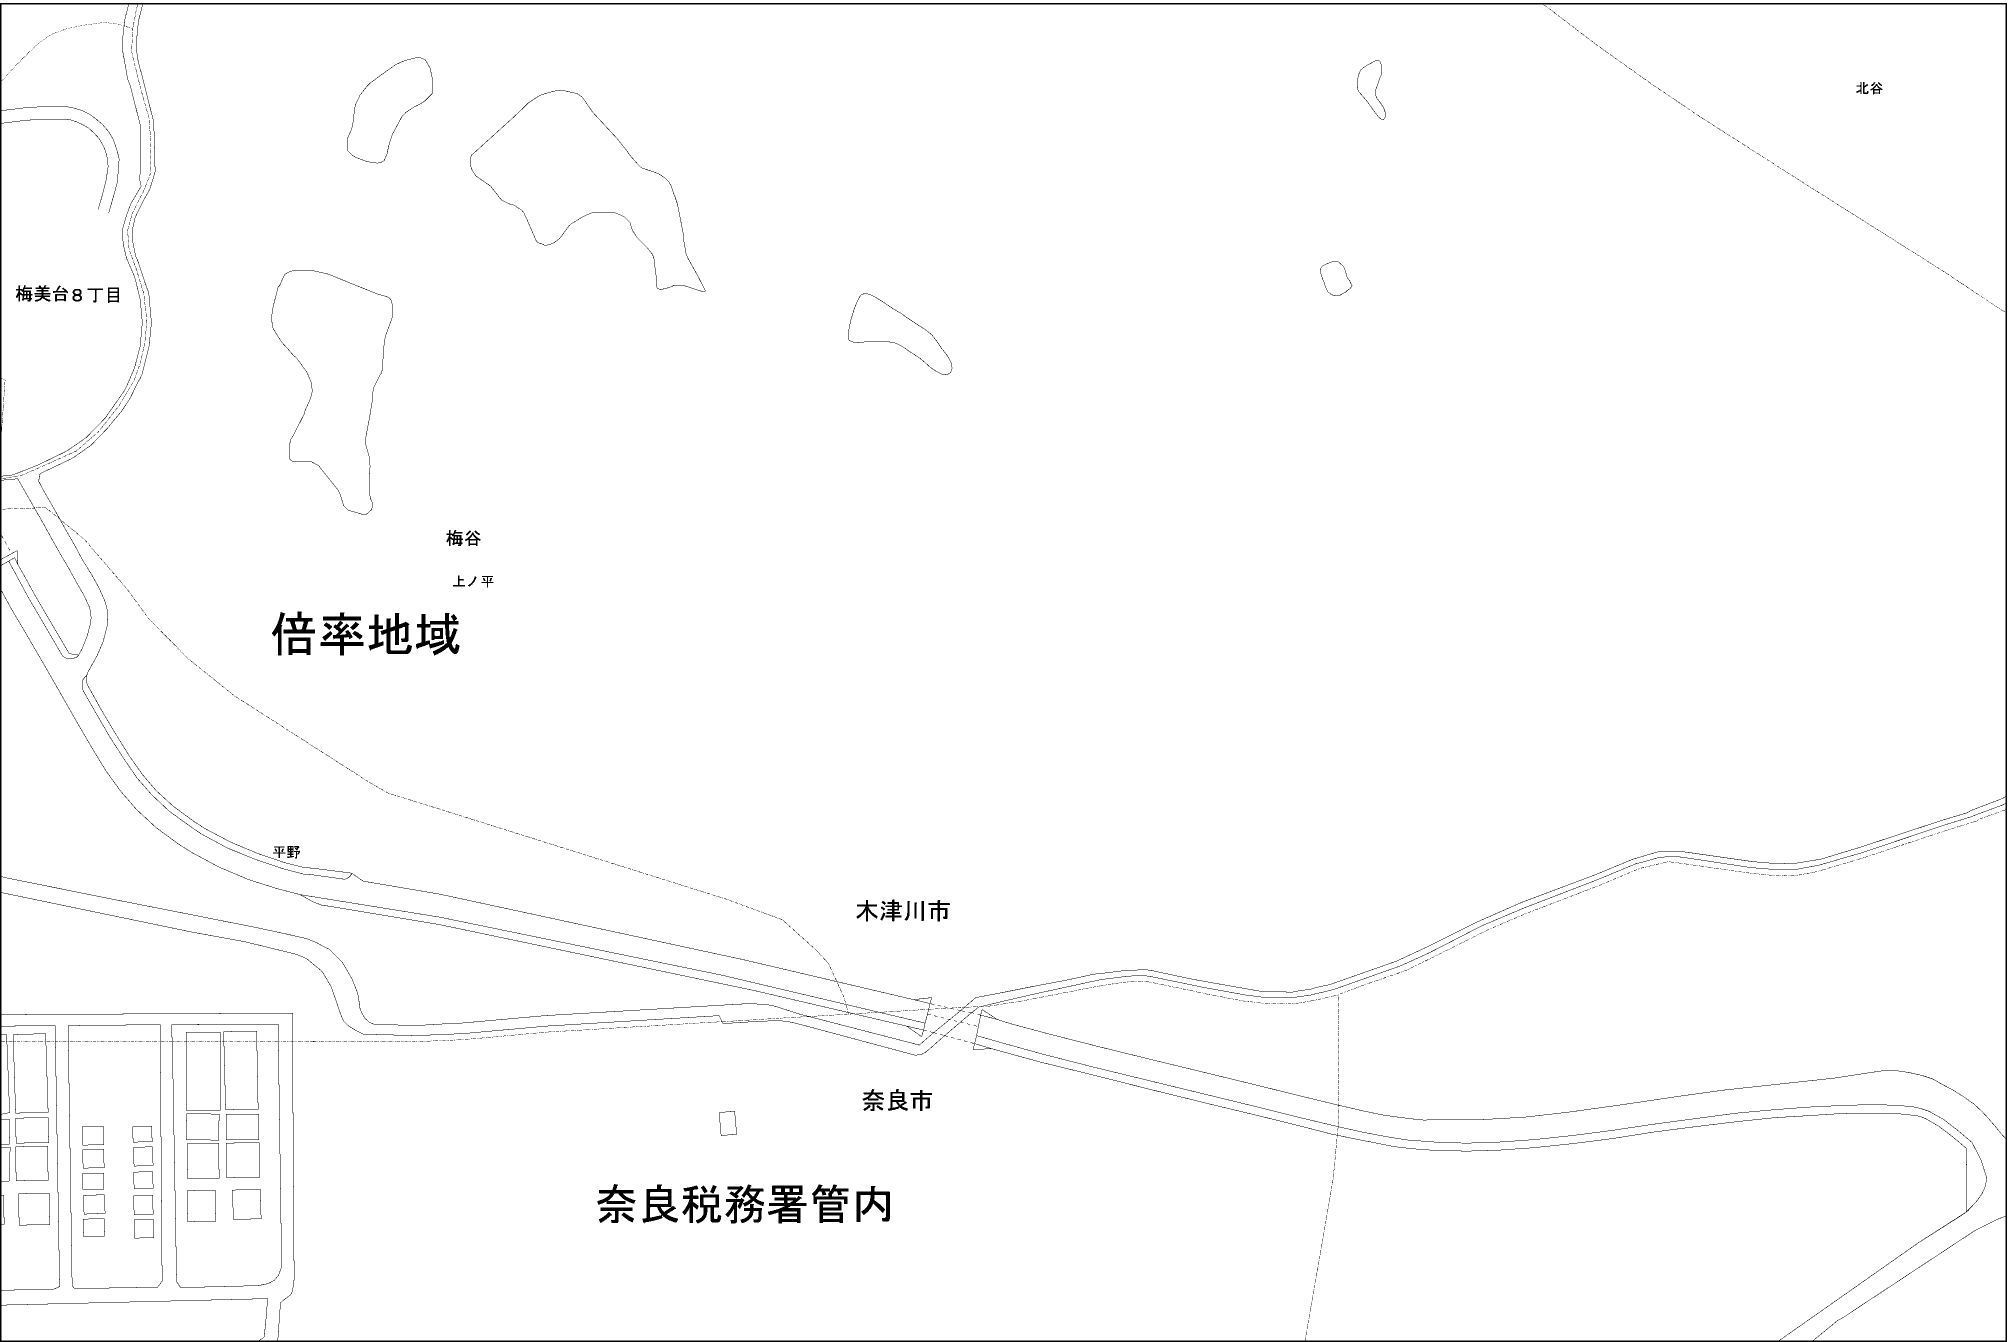 北谷
梅美台８丁目
梅谷
上ノ平
倍率地域
平野
木津川市
奈良市
奈良税務署管内